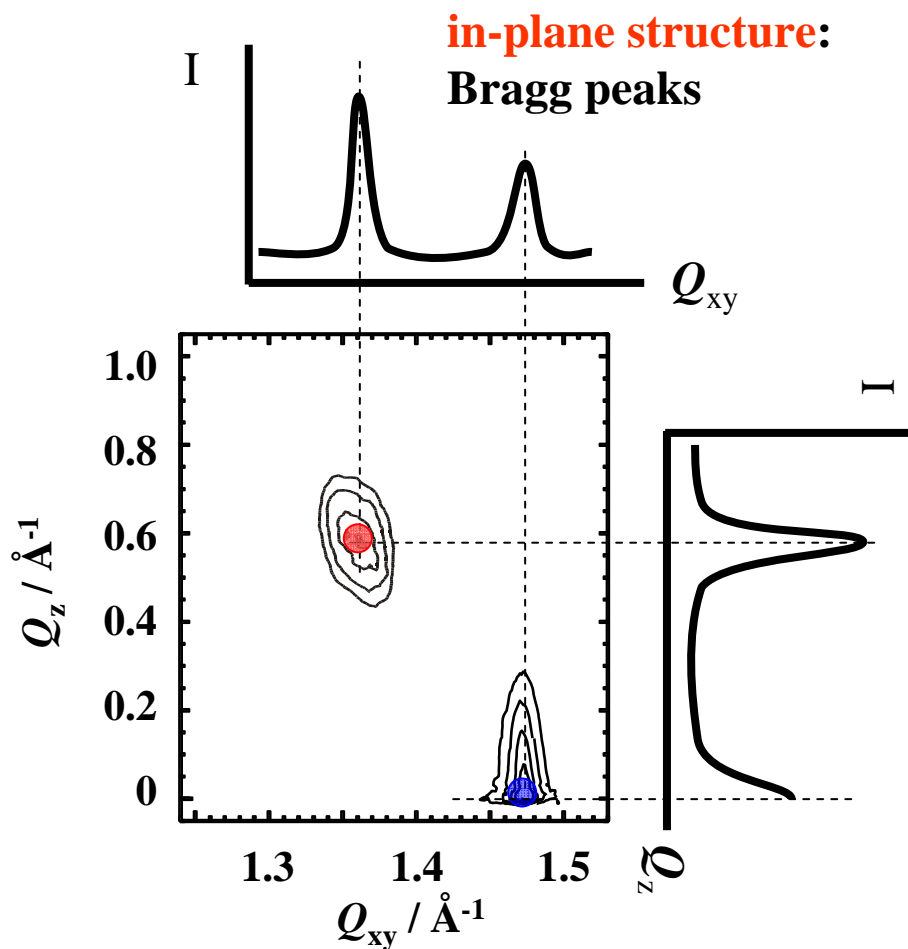 in-plane structure:
Bragg peaks
I
Qxy
1.0
0.8
0.6
0.4
0.2
0
Qz / Å-1
1.3 1.4 1.5
Qxy / Å-1
I
Qz